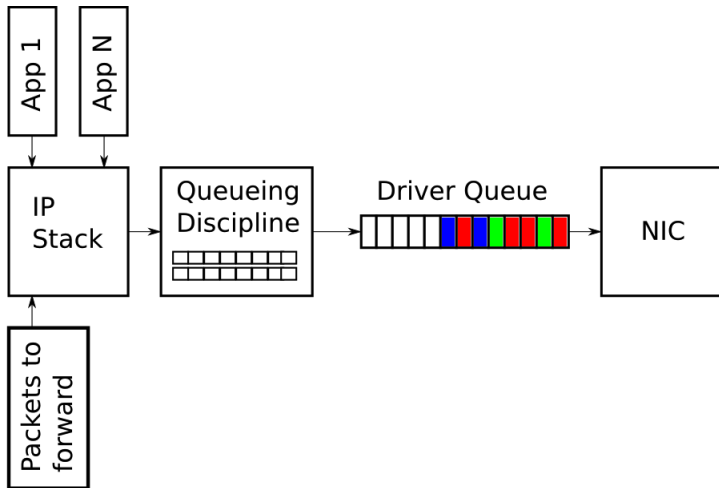 App 1
App N
IP
Stack
Queueing
Discipline
Driver Queue
NIC
Packets to
forward